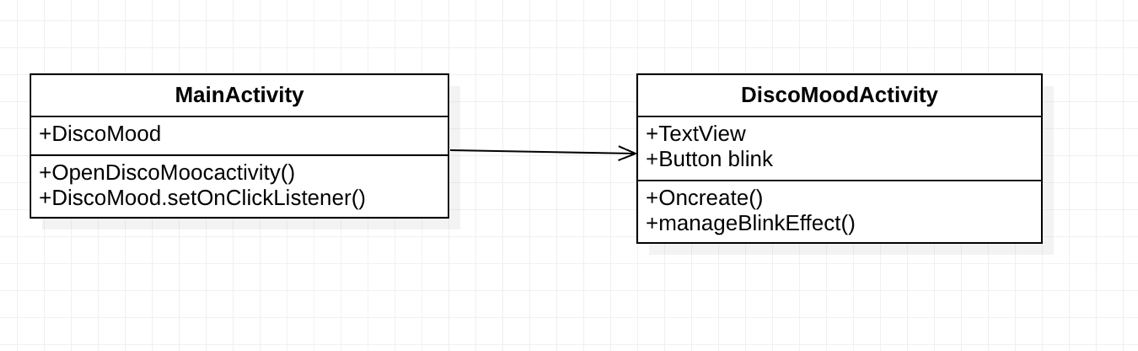 MainActivity
+DiscoMood
+OpenDiscoMoocactivity()
+DiscoMood.setOnClickListener()
DiscoMoodActivity
+TextView
+Button blink
+Oncreate()
+manageBlinkEffect()